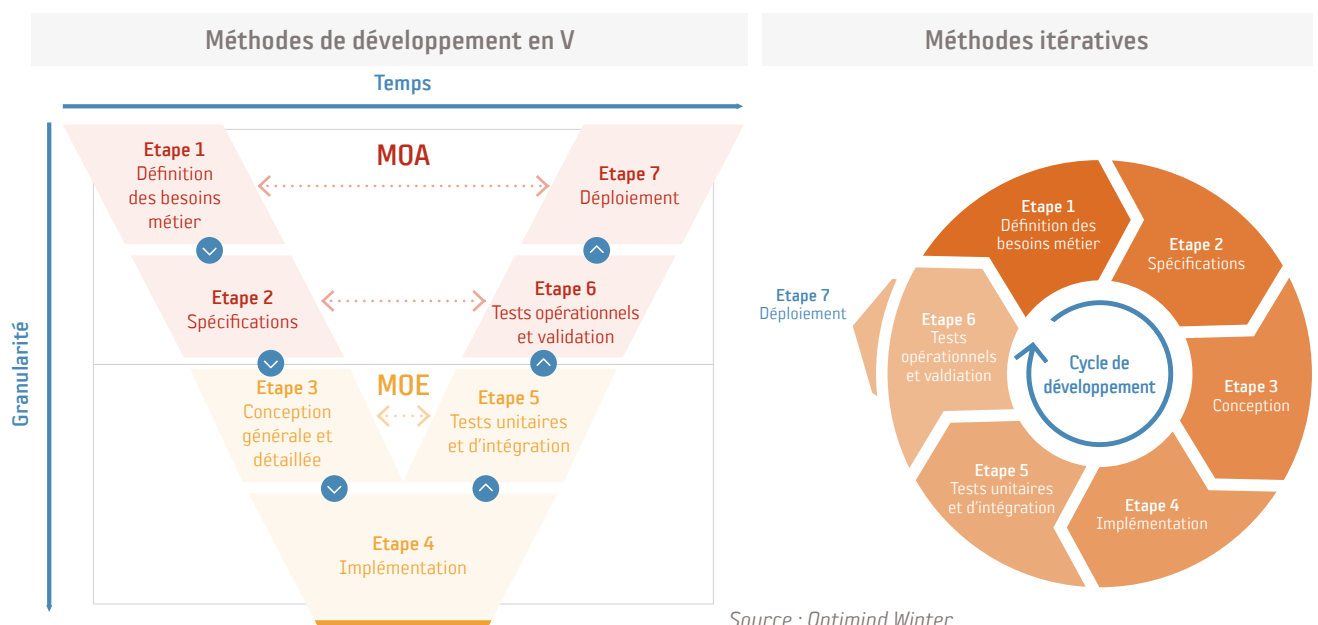 Méthodes de développement en V
Méthodes itératives
Temps
Granularité
MOA
Etape 1
Définition
des besoins
métier
Etape 7
Déploiement
Etape 2
Spécifications
Etape 6
Tests opérationnels
et validation
MOE
Etape 3
Conception
générale et
détaillée
Etape 5
Tests unitaires
et d'intégration
Etape 4
Implémentation
Etape 1
Définition des
besoins métier
Etape 2
Spécifications
Etape 3
Conception
Etape 4
Implémentation
Etape 5
Tests unitaires
et d'intégration
Etape 6
Tests
opérationnels
et valdiation
Etape 7
Déploiement
Cycle de
développement
Source : Optimind Winter